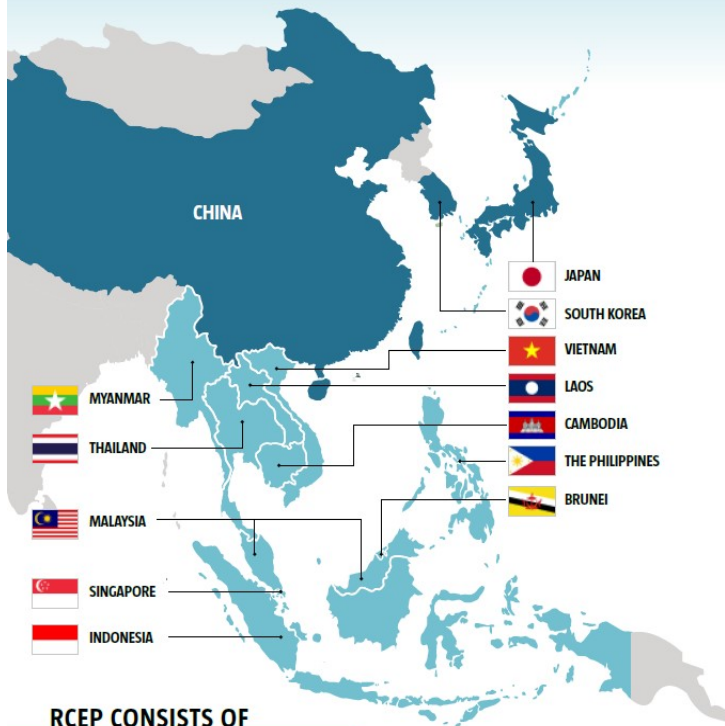 CHINA
JAPAN
SOUTH KOREA
VIETNAM
LAOS
CAMBODIA
THE PHILIPPINES
BRUNEI
MYANMAR
THAILAND
MALAYSIA
SINGAPORE
INDONESIA
RCEP CONSISTS OF